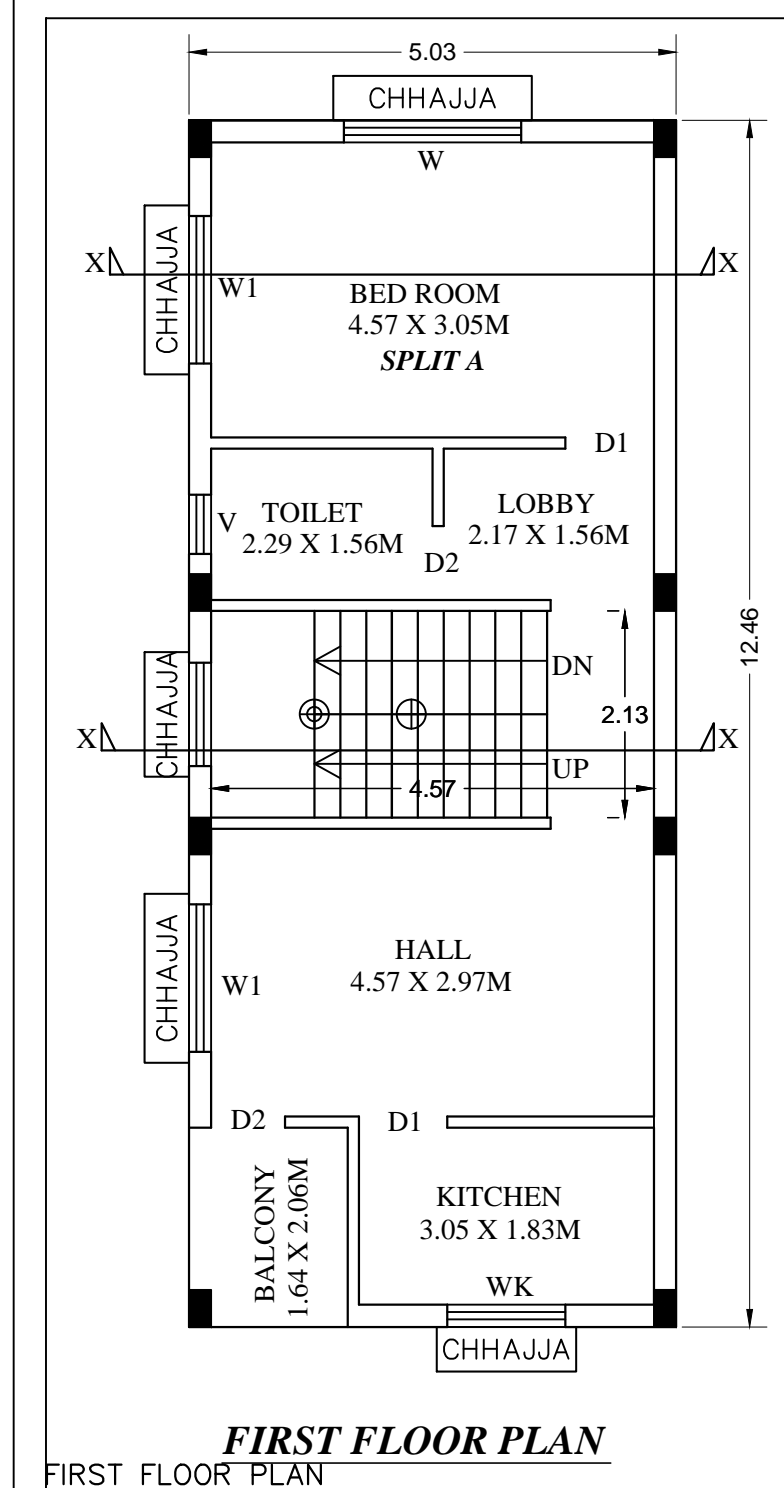 5.03
CHHAJJA
W
CHHAJJA
X
X
W1
BED ROOM
4.57 X 3.05M
SPLIT A
D1
V
TOILET
2.29 X 1.56M
LOBBY
2.17 X 1.56M
D2
12.46
CHHAJJA
DN
2.13
X
X
UP
4.57
CHHAJJA
HALL
4.57 X 2.97M
W1
D2
D1
BALCONY
1.64 X 2.06M
KITCHEN
3.05 X 1.83M
WK
CHHAJJA
FIRST FLOOR PLAN
FIRST FLOOR PLAN